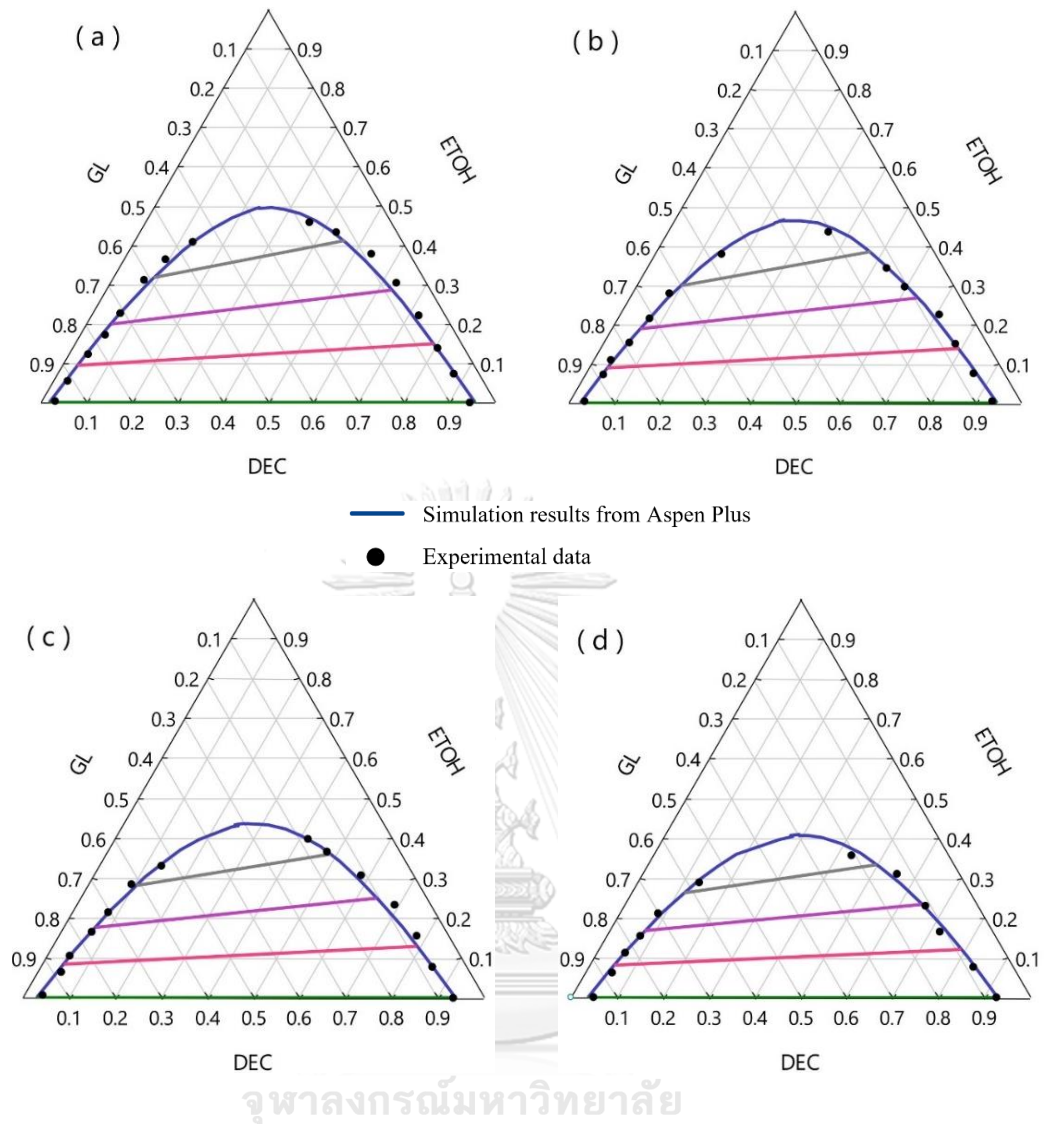 (a)
0.1 0.9
0.2 0.8
0.3 0.7
0.4 0.6
GL ETOH
0.5 0.5
0.6 0.4
0.7 0.3
0.8 0.2
0.9 0.1
0.1 0.2 0.3 0.4 0.5 0.6 0.7 0.8 0.9
DEC
(b)
0.1 0.9
0.2 0.8
0.3 0.7
0.4 0.6
GL ETOH
0.5 0.5
0.6 0.4
0.7 0.3
0.8 0.2
0.9 0.1
0.1 0.2 0.3 0.4 0.5 0.6 0.7 0.8 0.9
DEC
Simulation results from Aspen Plus
Experimental data
(c)
0.1 0.9
0.2 0.8
0.3 0.7
0.4 0.6
GL ETOH
0.5 0.5
0.6 0.4
0.7 0.3
0.8 0.2
0.9 0.1
0.1 0.2 0.3 0.4 0.5 0.6 0.7 0.8 0.9
DEC
(d)
0.1 0.9
0.2 0.8
0.3 0.7
0.4 0.6
GL ETOH
0.5 0.5
0.6 0.4
0.7 0.3
0.8 0.2
0.9 0.1
0.1 0.2 0.3 0.4 0.5 0.6 0.7 0.8 0.9
DEC
จุฬาลงกรณ์มหาวิทยาลัย